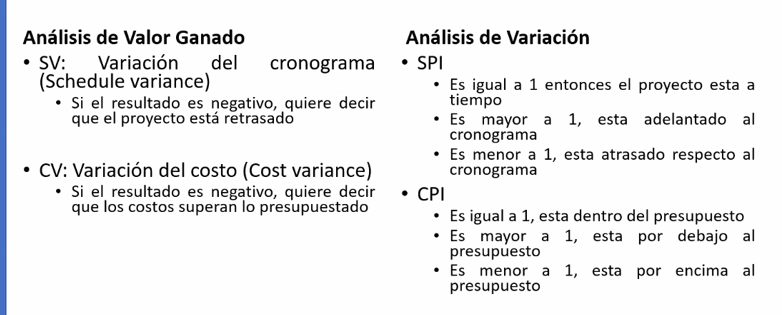 Análisis de Valor Ganado
• SV: Variación del cronograma
(Schedule variance)
• Si el resultado es negativo, quiere decir
que el proyecto está retrasado
• CV: Variación del costo (Cost variance)
• Si el resultado es negativo, quiere decir
que los costos superan lo presupuestado
Análisis de Variación
• SPI
• Es igual a 1 entonces el proyecto esta a
tiempo
• Es mayor a 1, esta adelantado al
cronograma
• Es menor a 1, esta atrasado respecto al
cronograma
• CPI
• Es igual a 1, esta dentro del presupuesto
• Es mayor a 1, esta por debajo al
presupuesto
• Es menor a 1, esta por encima al
presupuesto